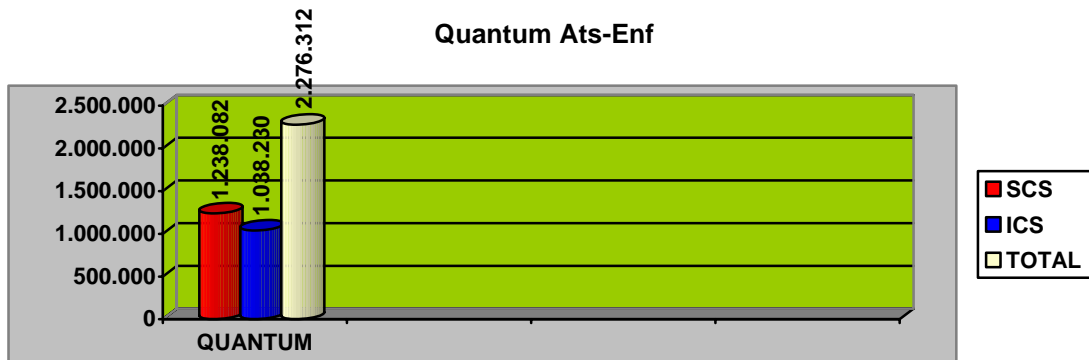 Quantum Ats-Enf
2.500.000
2.000.000
1.500.000
1.000.000
500.000
0
1.238.082
1.038.230
2.276.312
QUANTUM
SCS
ICS
TOTAL